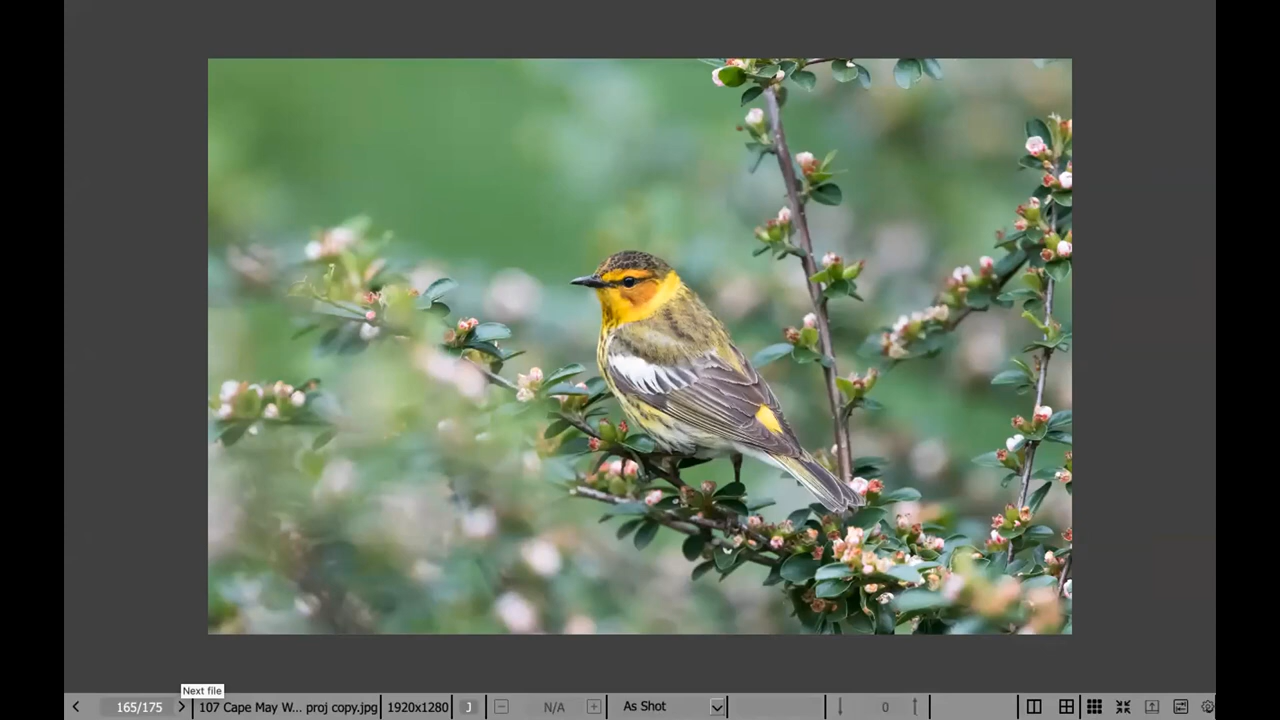 Next file
165/175
107 Cape May W... proj copy.jpg
1920x1280
J
N/A
As Shot
0